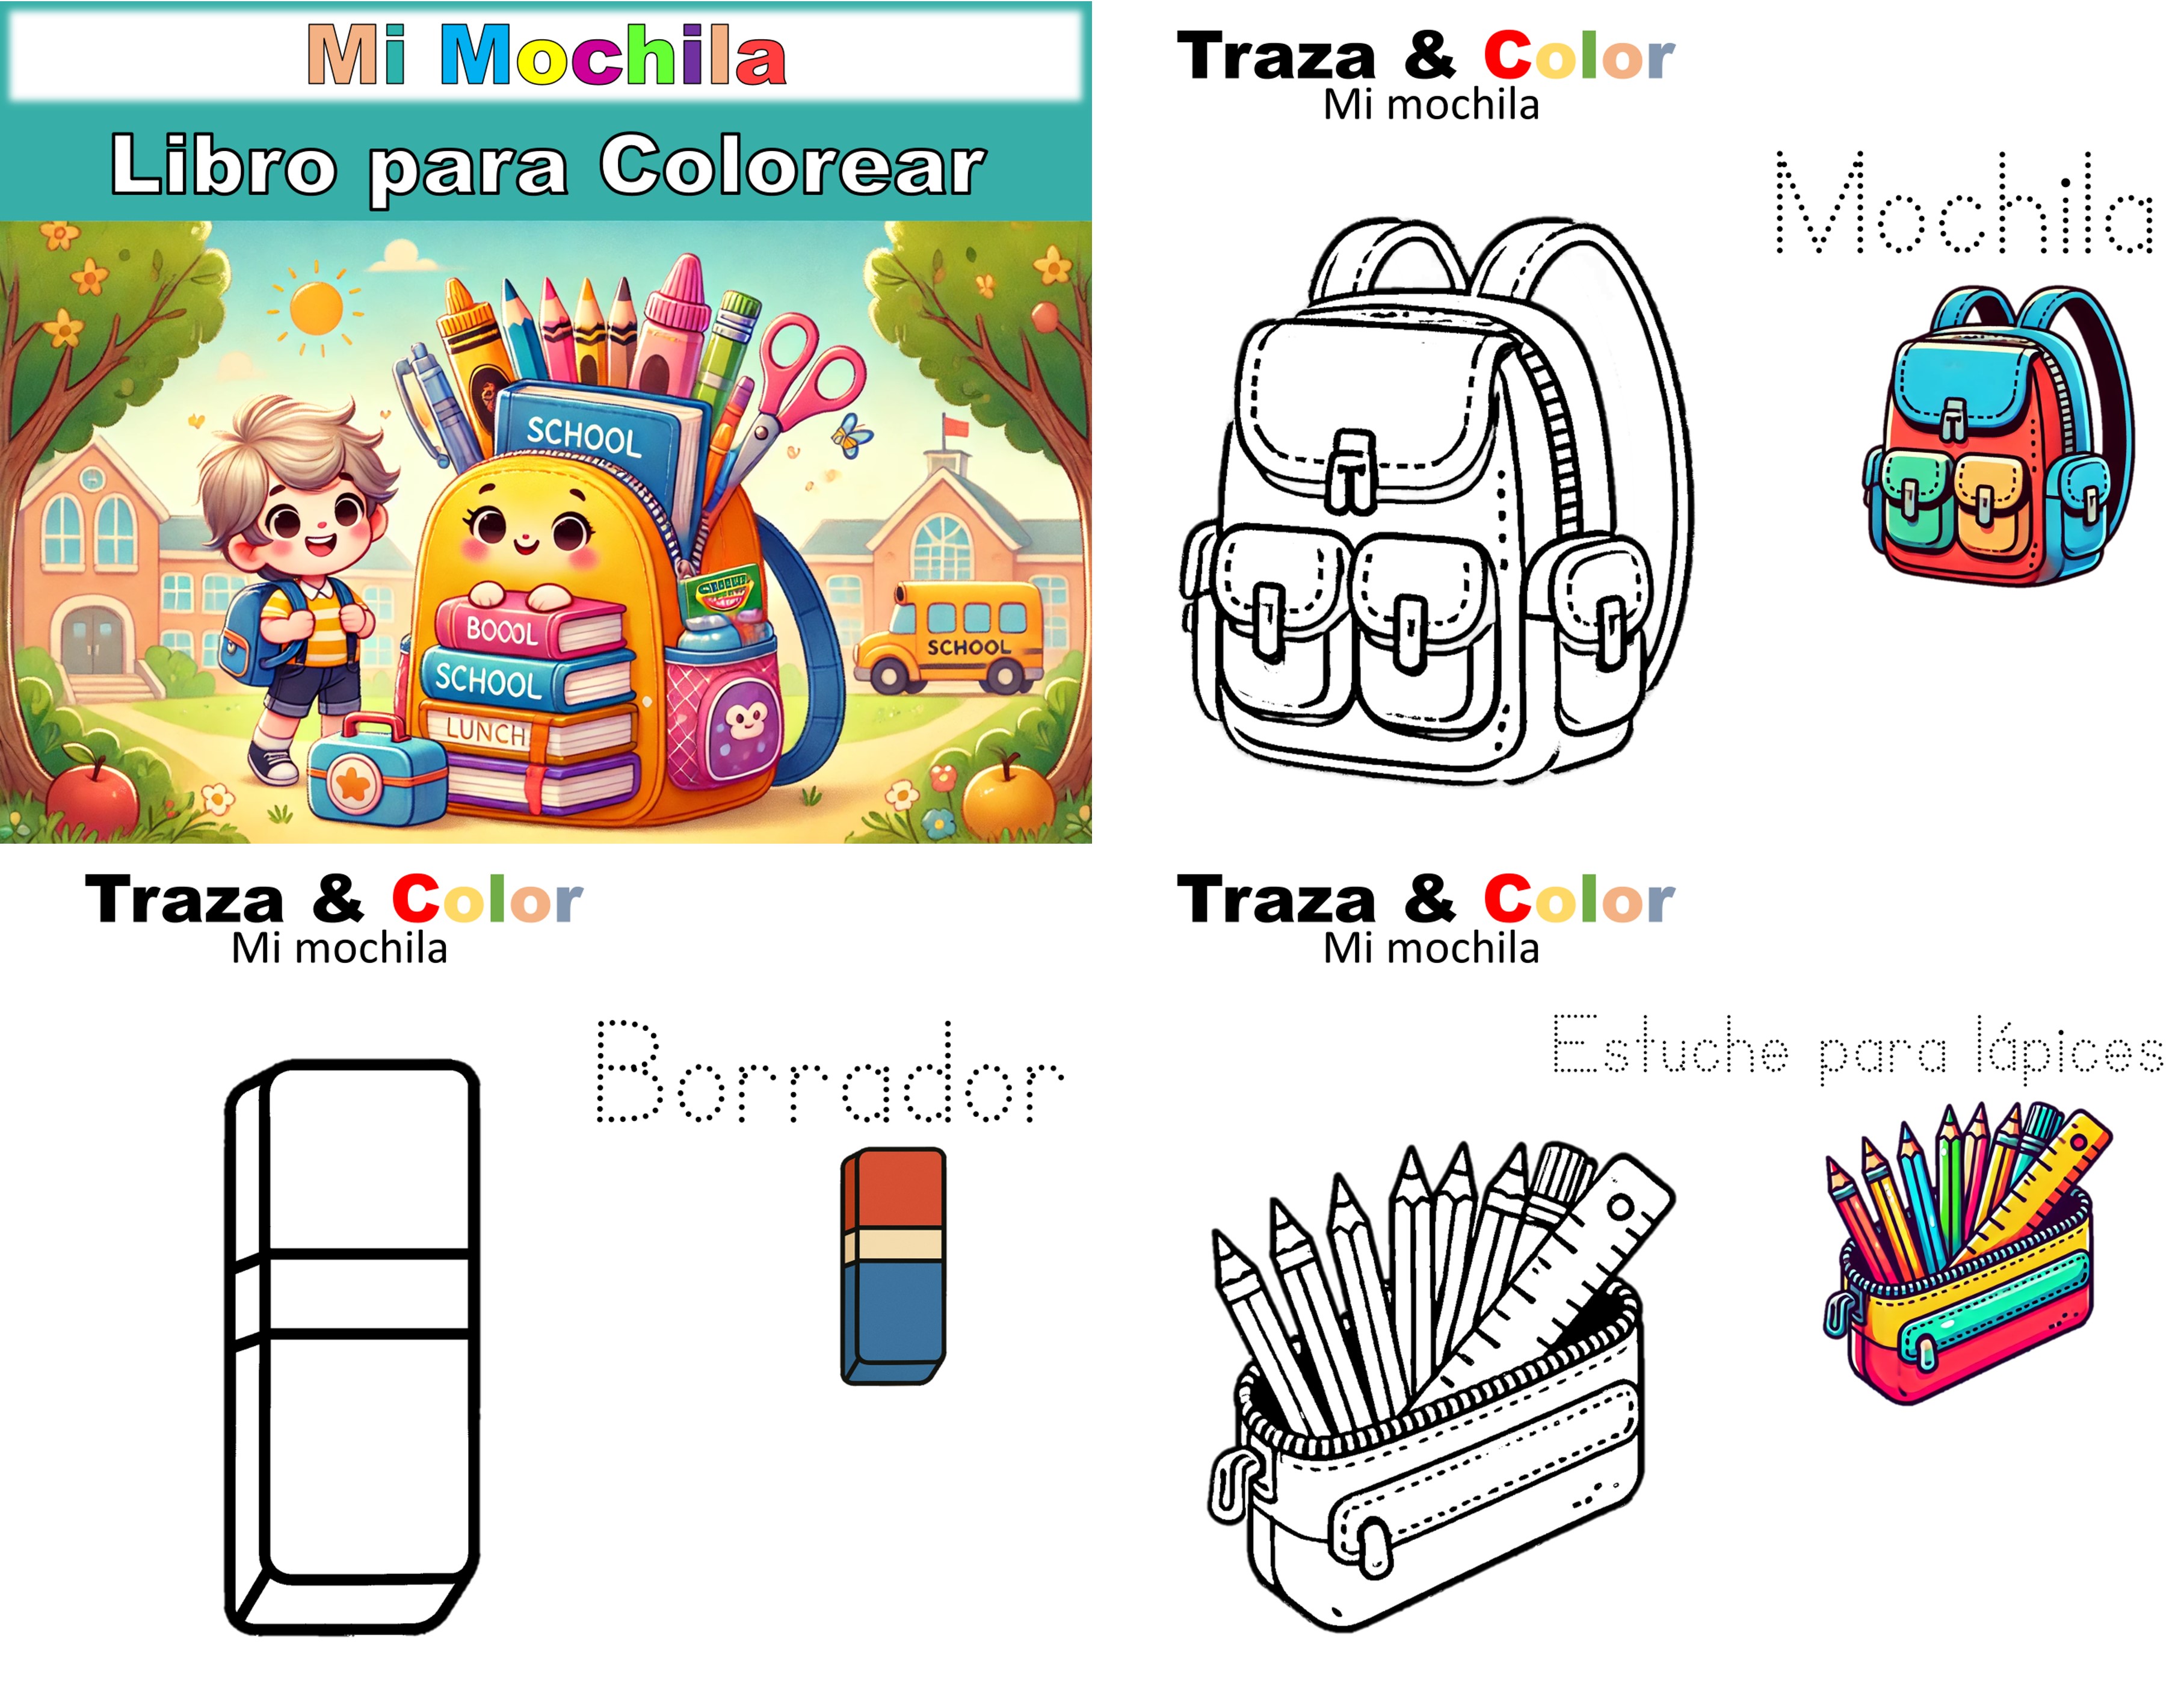 Mi Mochila
Libro para Colorear
SCHOOL
BOOOL
SCHOOL
LUNCH
SCHOOL
Traza & Color
Mi mochila
Mochila
Traza & Color
Mi mochila
Borrador
Traza & Color
Mi mochila
Estuche para lápices